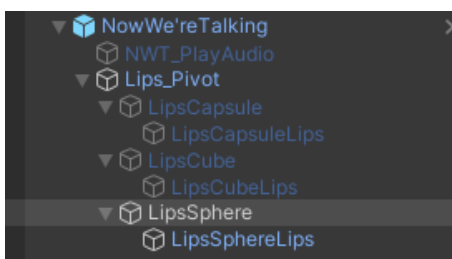 NowWe'reTalking
NWT_PlayAudio
Lips_Pivot
LipsCapsule
LipsCapsuleLips
LipsCube
LipsCubeLips
LipsSphere
LipsSphereLips